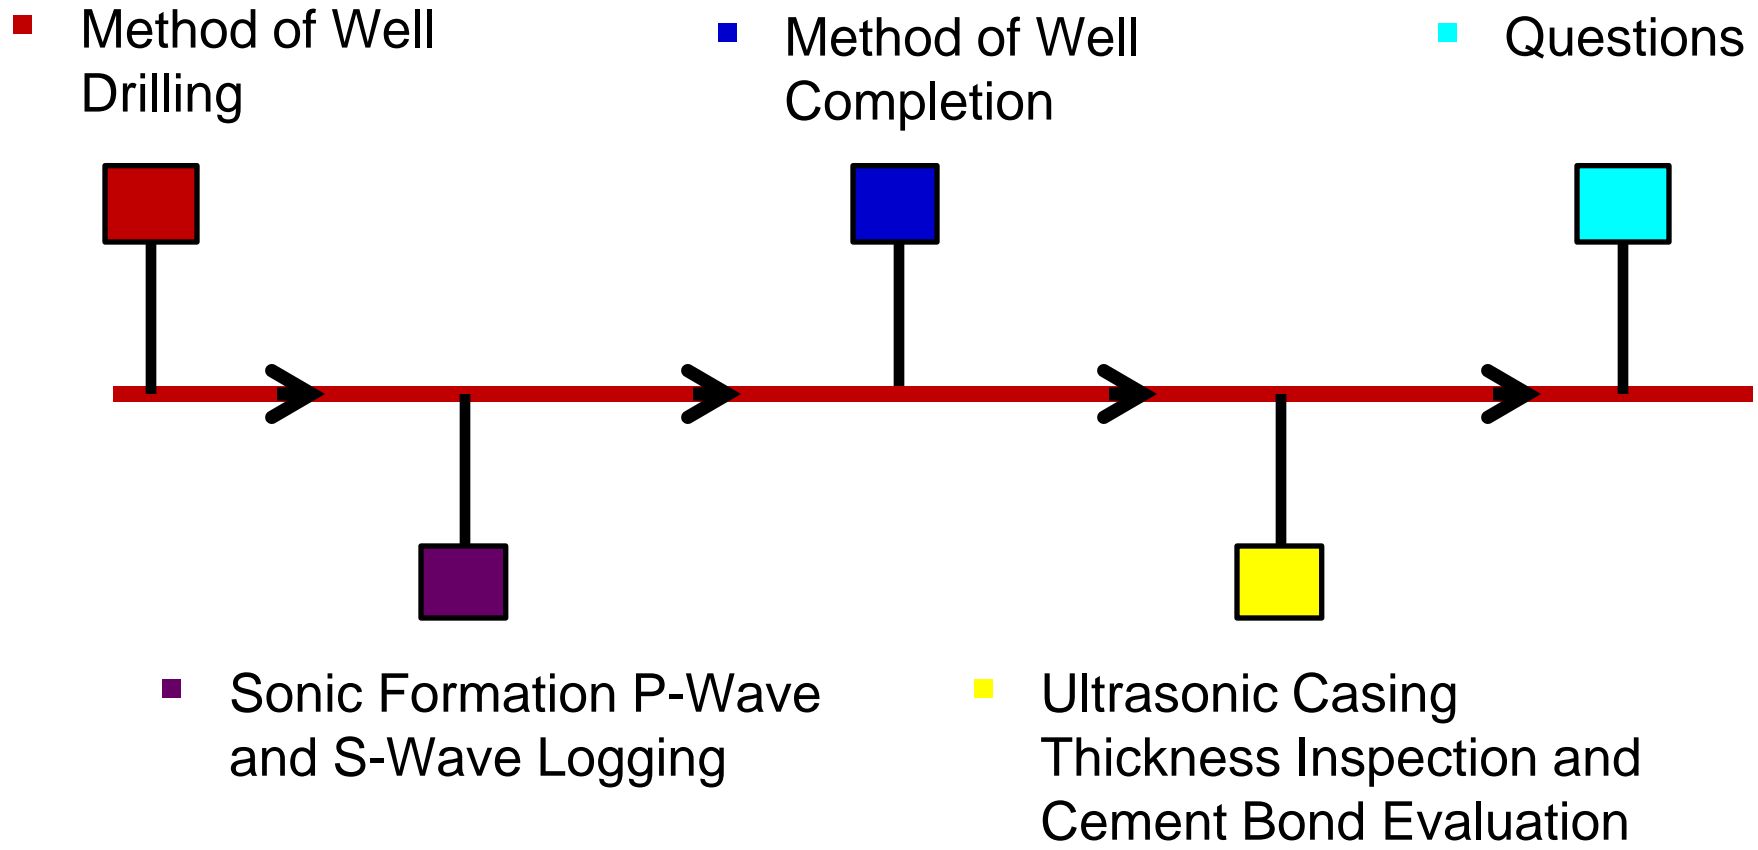 Method of Well
Drilling
Method of Well
Completion
Questions
Sonic Formation P-Wave
and S-Wave Logging
Ultrasonic Casing
Thickness Inspection and
Cement Bond Evaluation